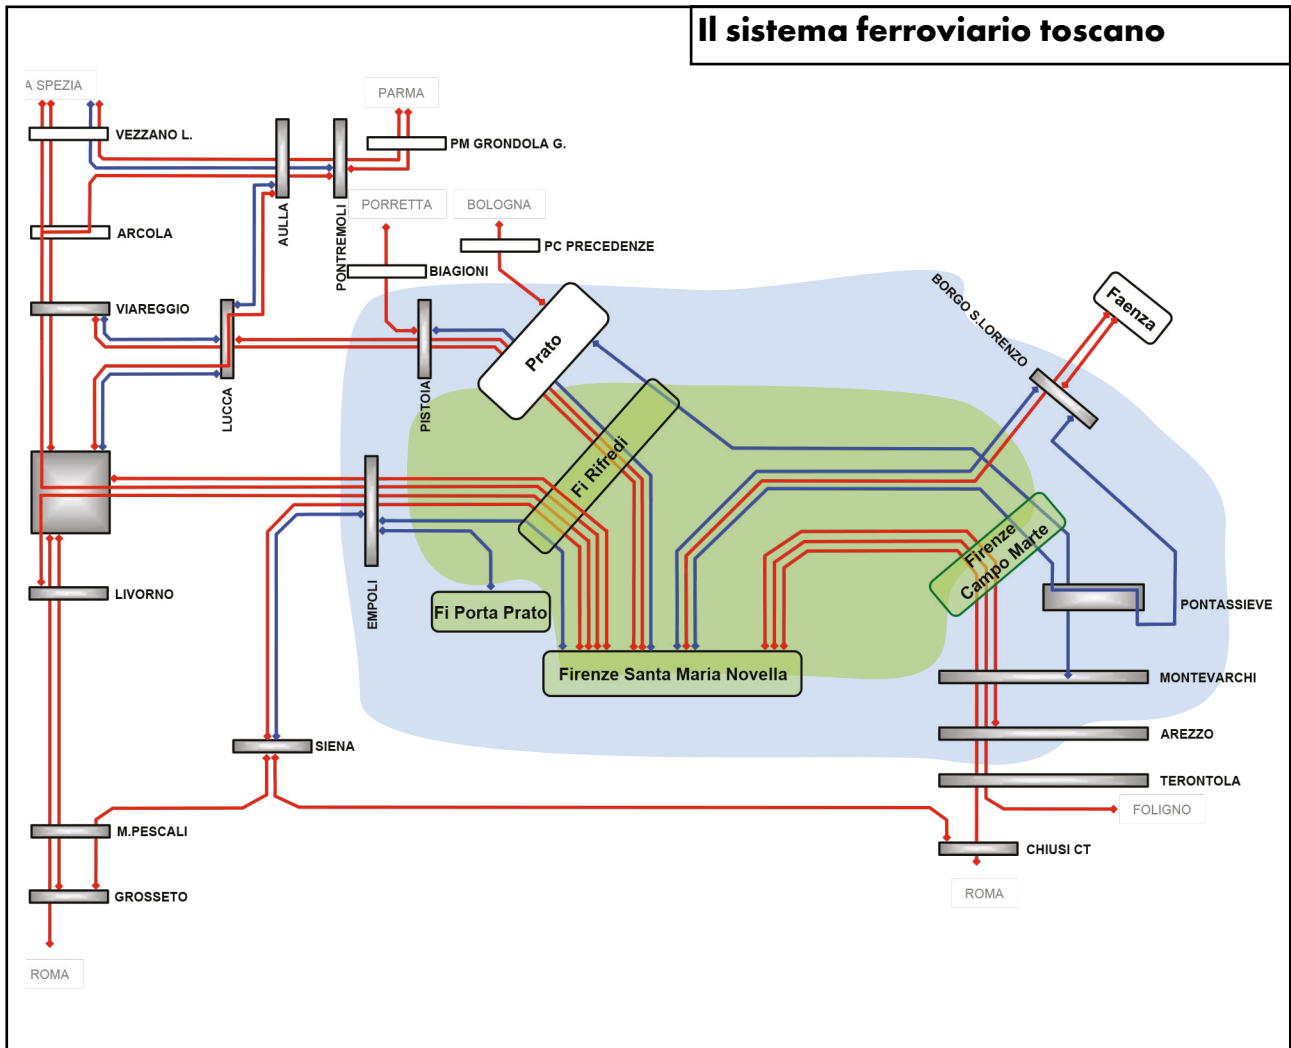 Il sistema ferroviario toscano
A SPEZIA
PARMA
VEZZANO L.
PM GRONDOLA G.
PORRETTA
BOLOGNA
AULLA
PONTREMOLI
ARCOLA
PC PRECEDENZE
BIAGIONI
BORGO S.LORENZO
Faenza
VIAREGGIO
Prato
LUCCA
PISTOIA
Fi Rifredi
Firenze
Campo Marte
EMPOLI
LIVORNO
Fi Porta Prato
PONTASSIEVE
Firenze Santa Maria Novella
MONTEVARCHI
SIENA
AREZZO
TERONTOLA
FOLIGNO
M.PESCALI
CHIUSI CT
GROSSETO
ROMA
ROMA